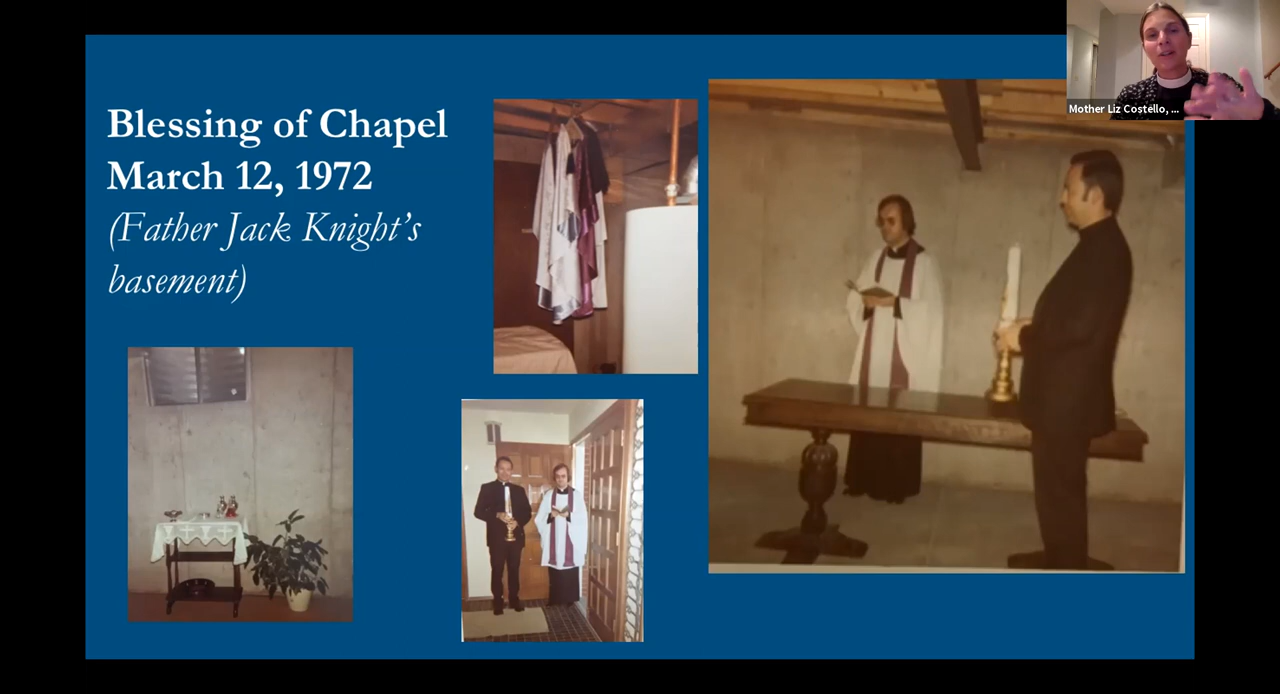 Blessing of Chapel
March 12, 1972
(Father Jack Knight’s
basement)
Mother Liz Costello, ...